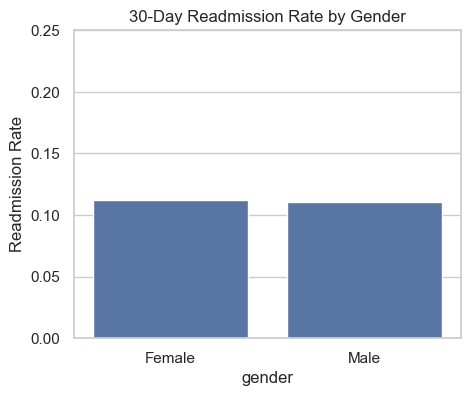 30-Day Readmission Rate by Gender
0.25
0.20
0.15
0.10
0.05
0.00
Readmission Rate
Female Male
gender